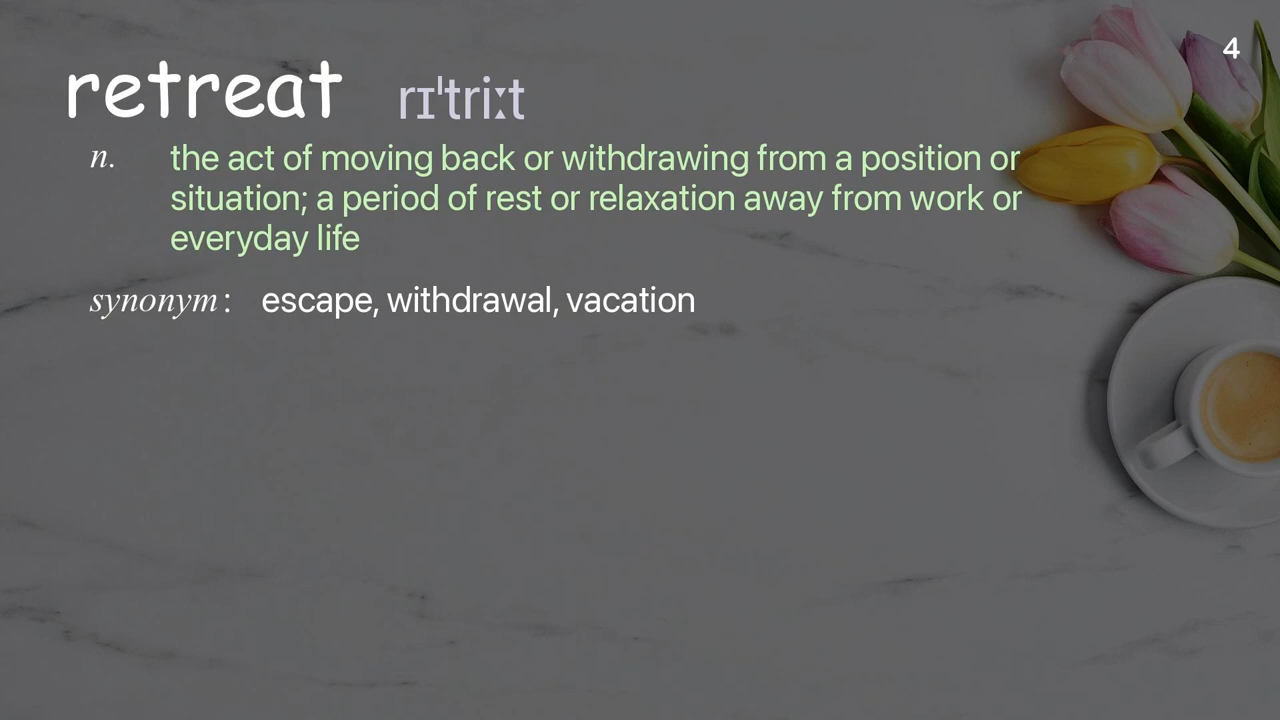 4
retreat rɪˈtriːt
n. the act of moving back or withdrawing from a position or
situation; a period of rest or relaxation away from work or
everyday life
synonym: escape, withdrawal, vacation